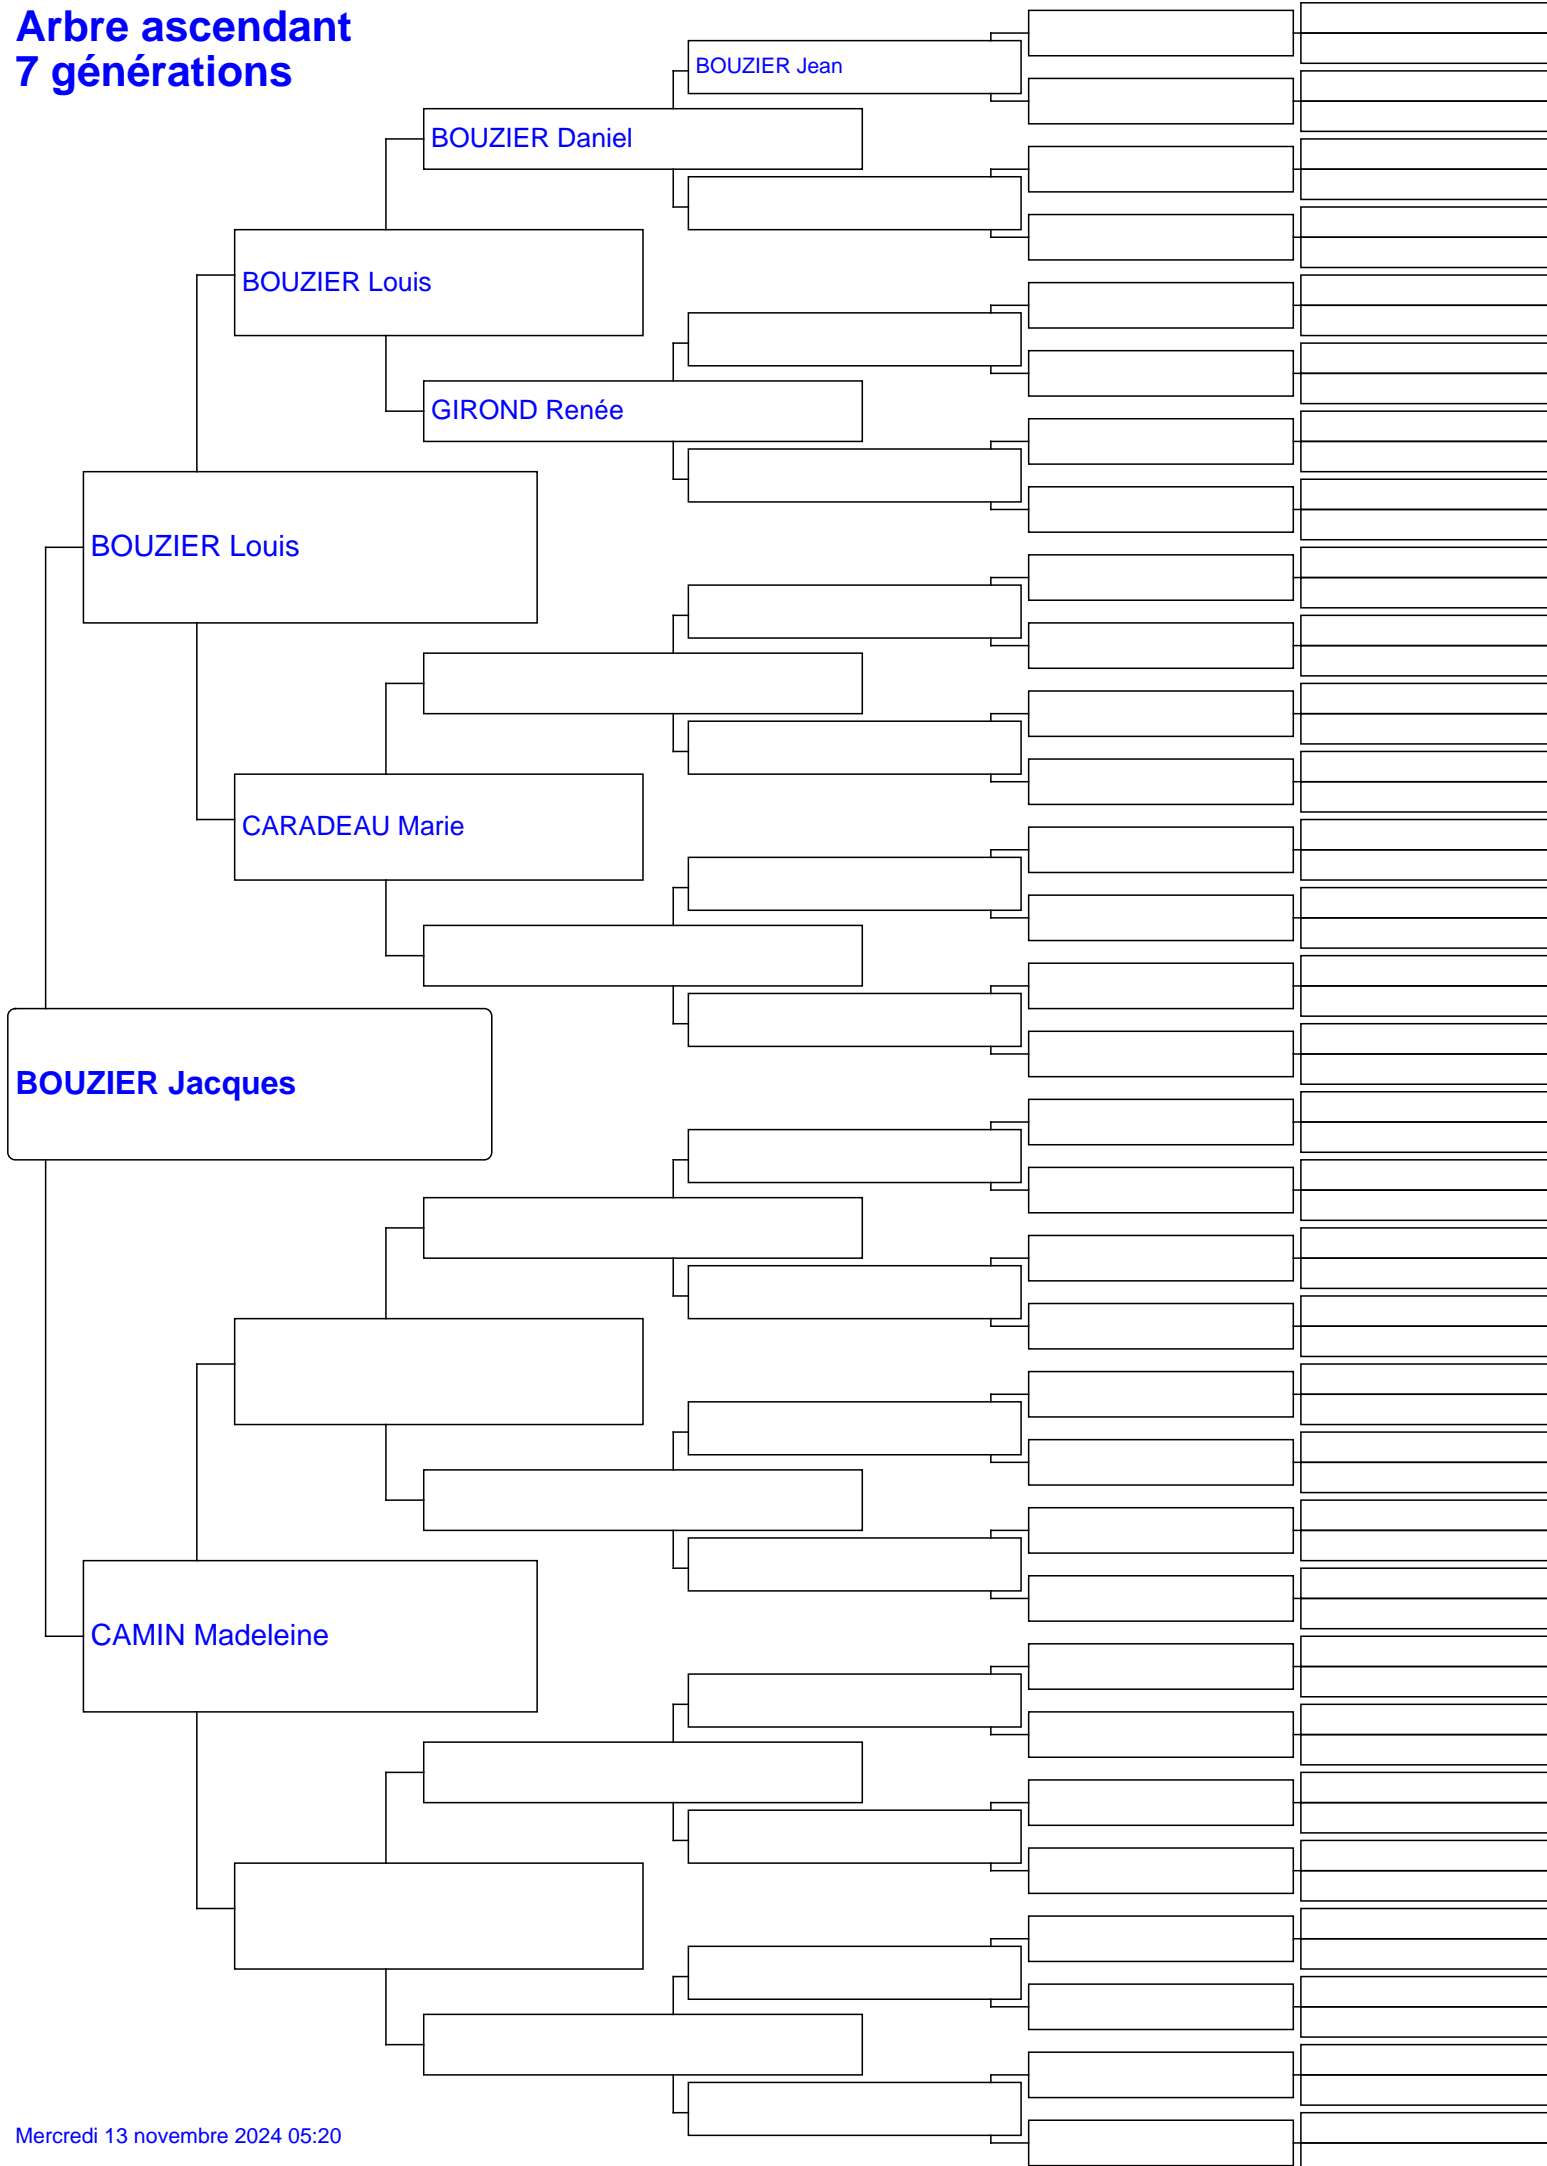 Arbre ascendant
7 générations
BOUZIER Jean
BOUZIER Daniel
BOUZIER Louis
GIROND Renée
BOUZIER Louis
CARADEAU Marie
BOUZIER Jacques
CAMIN Madeleine
Mercredi 13 novembre 2024 05:20